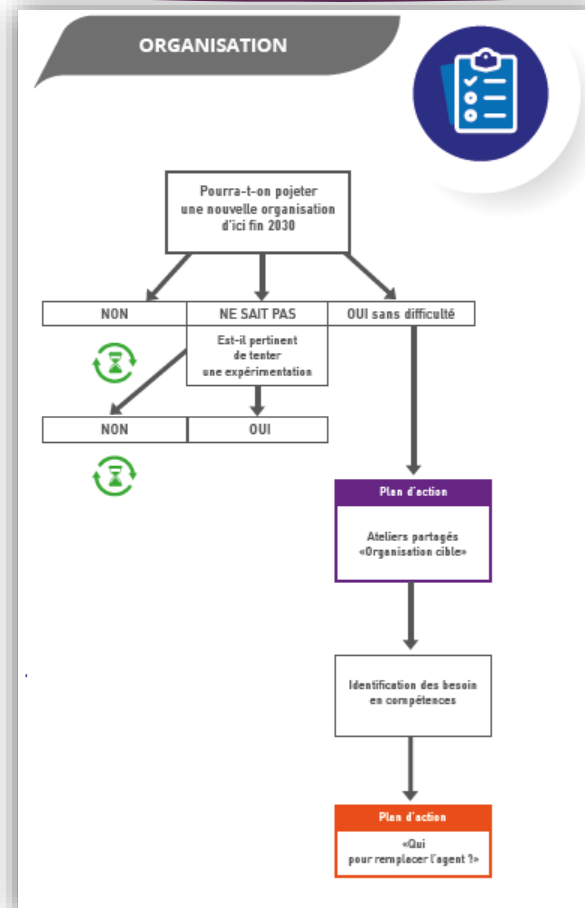 ORGANISATION
Pourra-t-on pojeter
une nouvelle organisation
d'ici fin 2030
NON
NE SAIT PAS
OUI sans difficulté
Est-il pertinent
de tenter
une expérimentation
NON
OUI
Plan d'action
Ateliers partagés
«Organisation cible»
Identification des besoin
en compétences
Plan d'action
«Qui
pour remplacer l'agent ?»